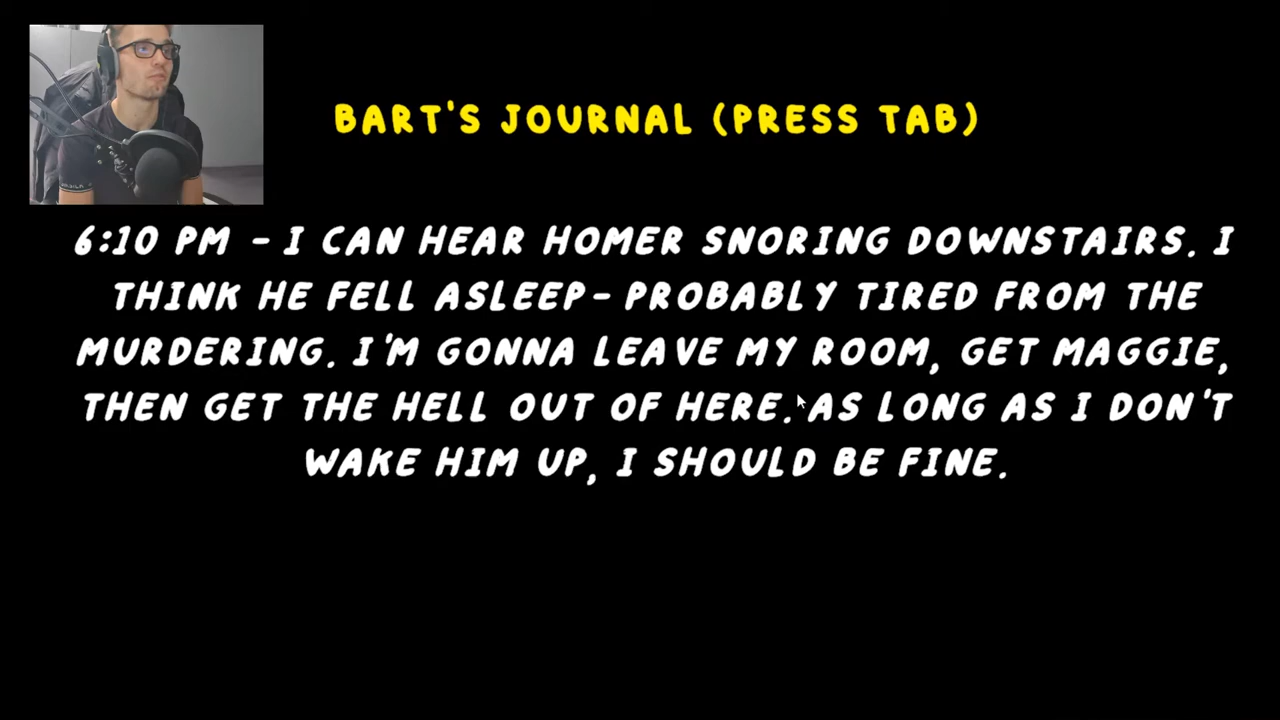 BART'S JOURNAL (PRESS TAB)
6:10 PM - I CAN HEAR HOMER SNORING DOWNSTAIRS. I
THINK HE FELL ASLEEP- PROBABLY TIRED FROM THE
MURDERING. I'M GONNA LEAVE MY ROOM, GET MAGGIE,
THEN GET THE HELL OUT OF HERE. AS LONG AS I DON'T
WAKE HIM UP, I SHOULD BE FINE.